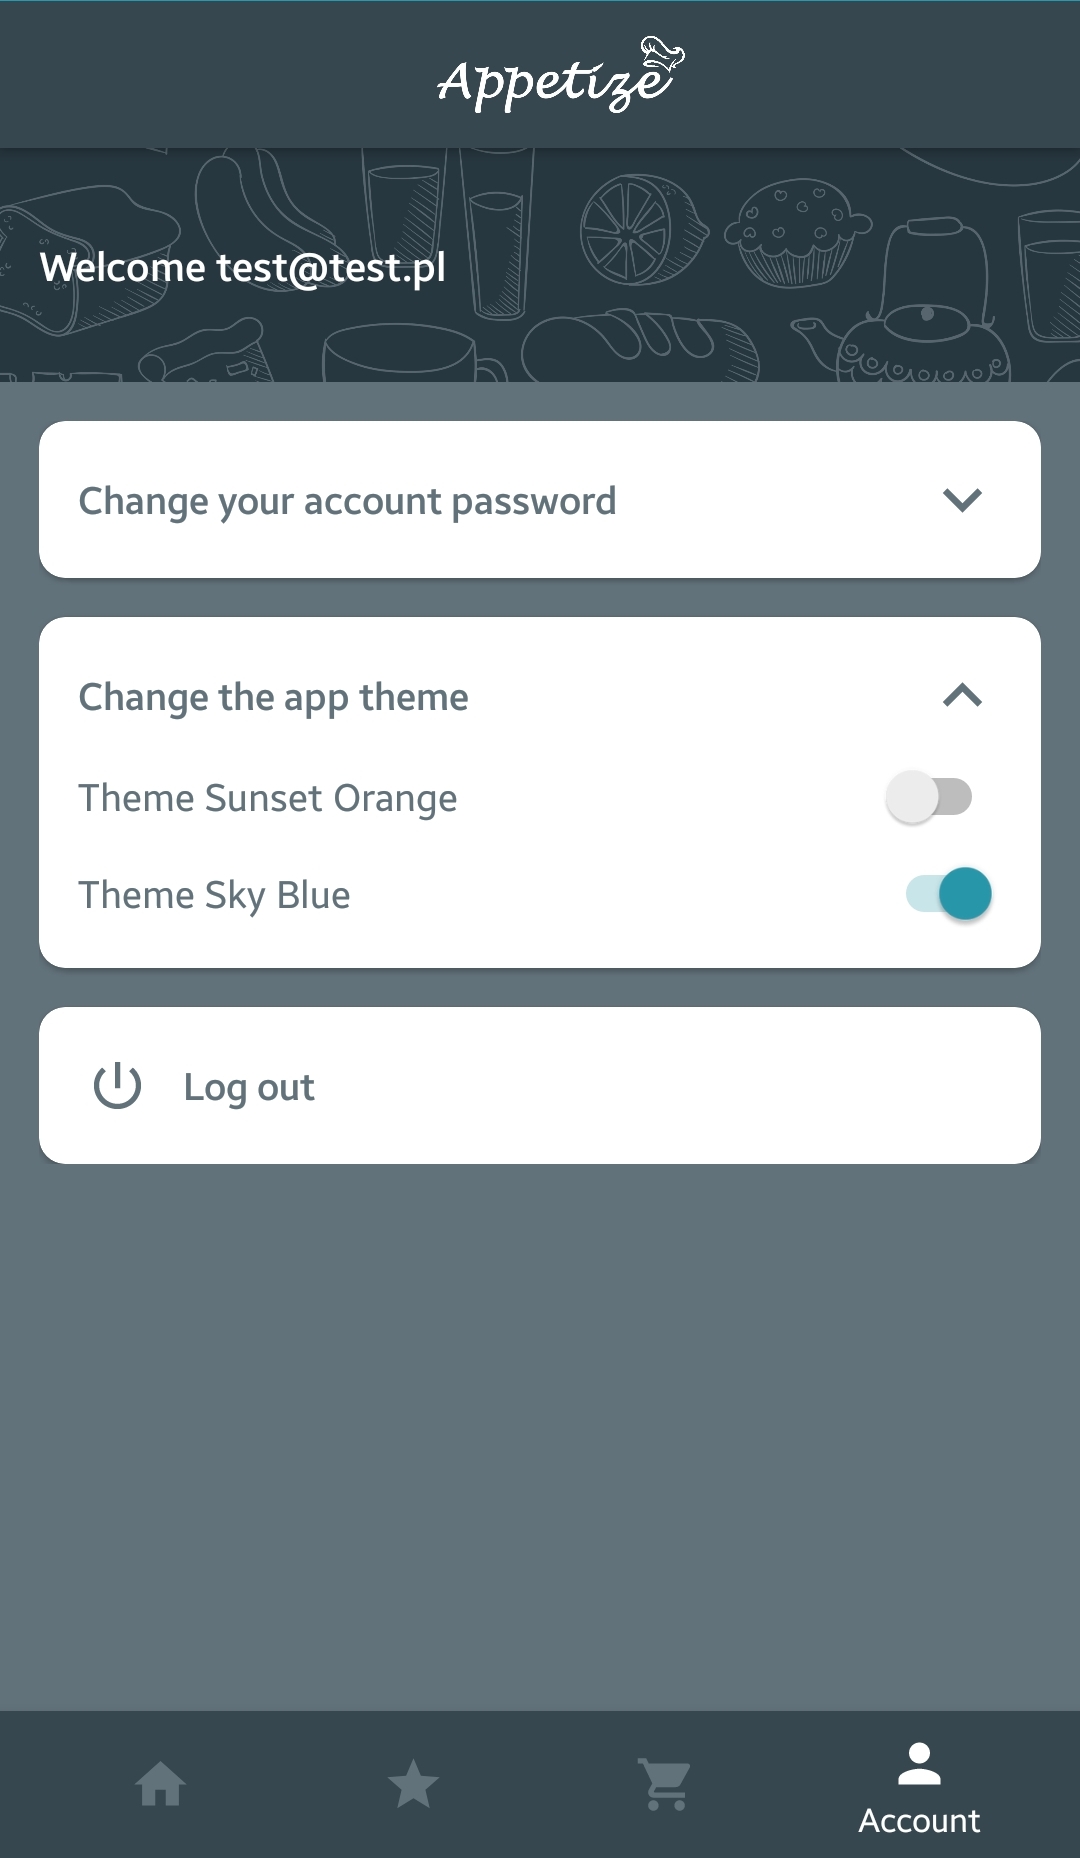 Appetize
Welcome test@test.pl
Change your account password
Change the app theme
Theme Sunset Orange
Theme Sky Blue
Log out
Account